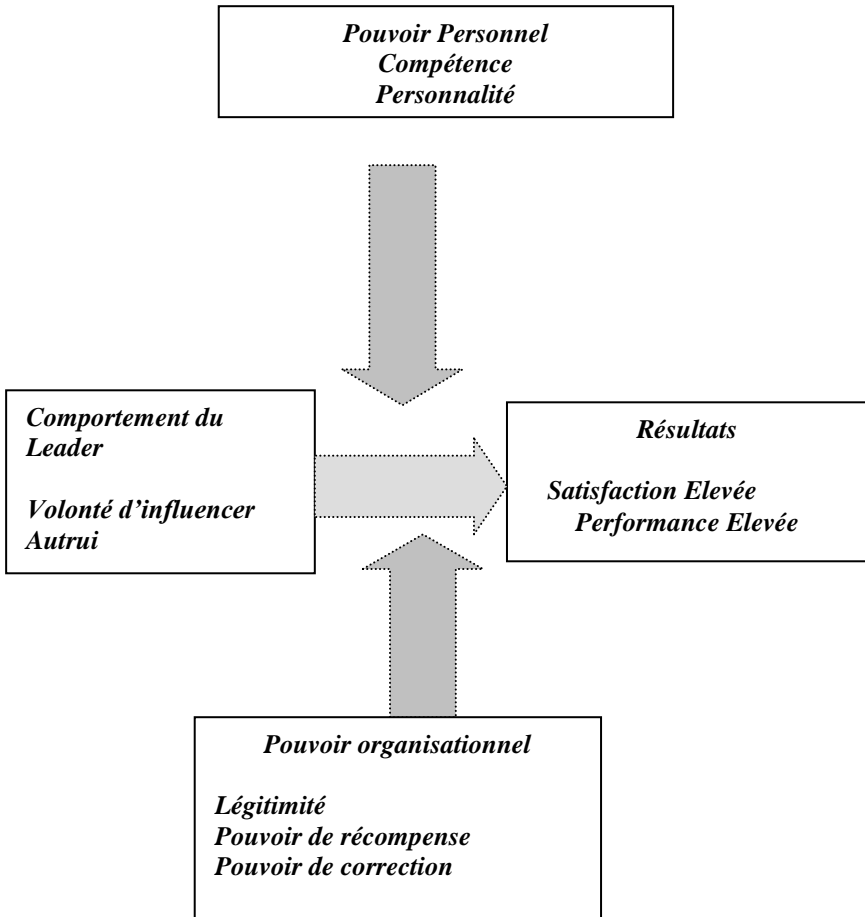 Pouvoir Personnel
Compétence
Personnalité
Comportement du
Leader
Volonté d'influencer
Autrui
Résultats
Satisfaction Elevée
Performance Elevée
Pouvoir organisationnel
Légitimité
Pouvoir de récompense
Pouvoir de correction